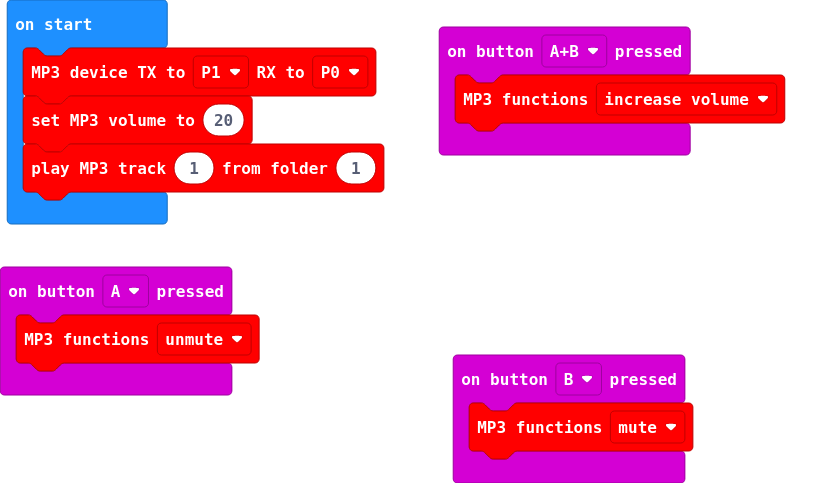 on start
MP3 device TX to P1 RX to P0
set MP3 volume to 20
play MP3 track 1 from folder 1
on button A+B pressed
MP3 functions increase volume
on button A pressed
MP3 functions unmute
on button B pressed
MP3 functions mute